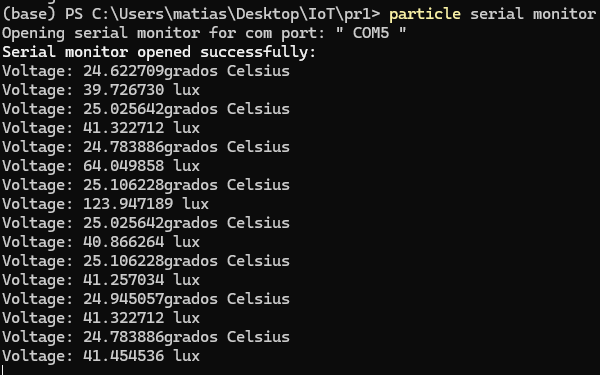 (base) PS C:\Users\matias\Desktop\IoT\pr1> particle serial monitor
Opening serial monitor for com port: " COM5 "
Serial monitor opened successfully:
Voltage: 24.622709grados Celsius
Voltage: 39.726730 lux
Voltage: 25.025642grados Celsius
Voltage: 41.322712 lux
Voltage: 24.783886grados Celsius
Voltage: 64.049858 lux
Voltage: 25.106228grados Celsius
Voltage: 123.947189 lux
Voltage: 25.025642grados Celsius
Voltage: 40.866264 lux
Voltage: 25.106228grados Celsius
Voltage: 41.257034 lux
Voltage: 24.945057grados Celsius
Voltage: 41.322712 lux
Voltage: 24.783886grados Celsius
Voltage: 41.454536 lux